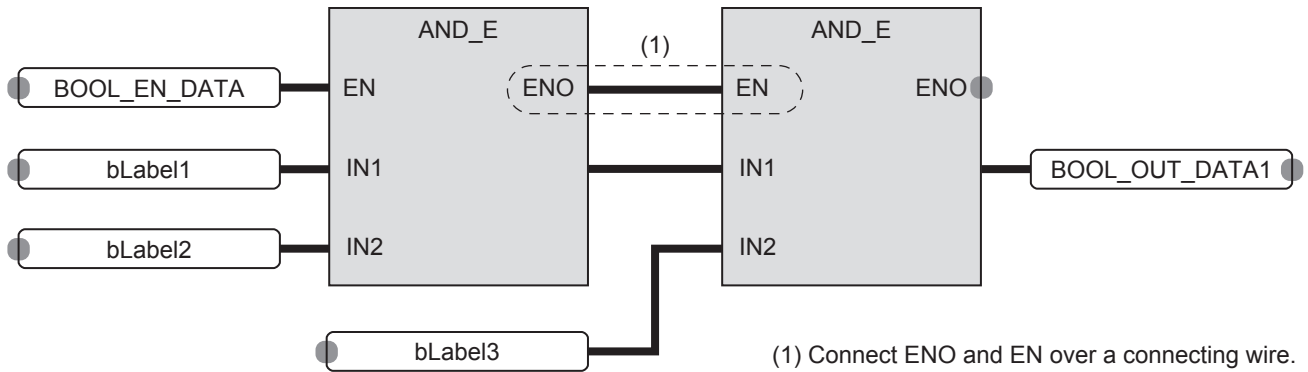 AND_E
AND_E
(1)
BOOL_EN_DATA
EN
ENO
EN
ENO
bLabel1
IN1
IN1
BOOL_OUT_DATA1
bLabel2
IN2
IN2
bLabel3
(1) Connect ENO and EN over a connecting wire.